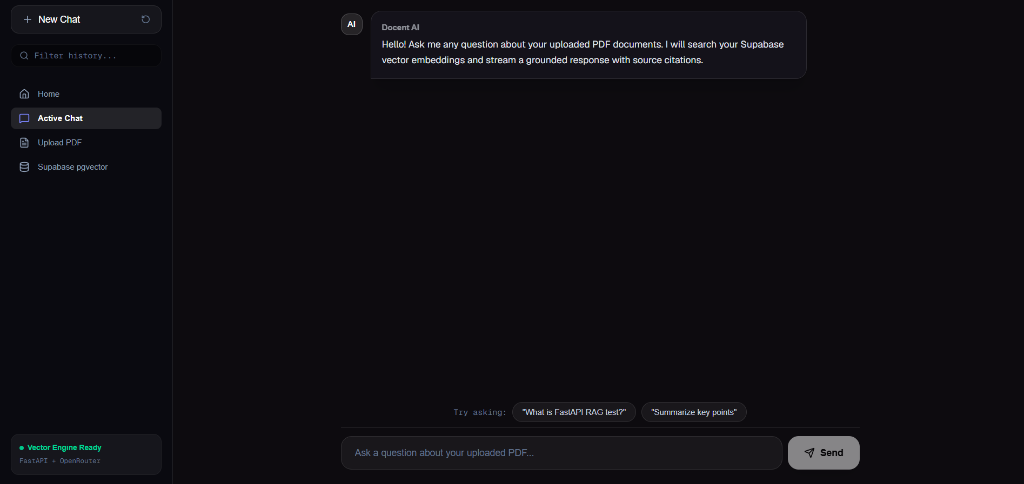 New Chat
Filter history...
Home
Active Chat
Upload PDF
Supabase pgvector
Vector Engine Ready
FastAPI + OpenRouter
AI
Docent AI
Hello! Ask me any question about your uploaded PDF documents. I will search your Supabase
vector embeddings and stream a grounded response with source citations.
Try asking: "What is FastAPI RAG test?" "Summarize key points"
Ask a question about your uploaded PDF...
Send